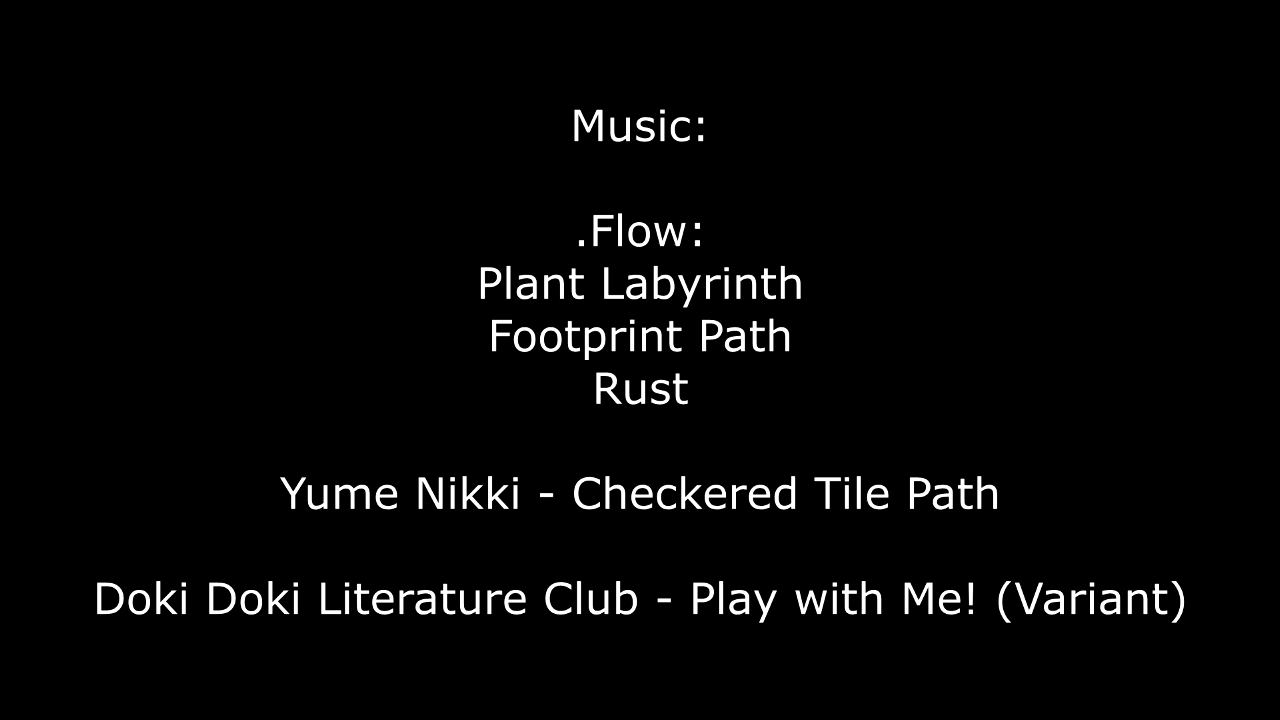 Music:
.Flow:
Plant Labyrinth
Footprint Path
Rust
Yume Nikki - Checkered Tile Path
Doki Doki Literature Club - Play with Me! (Variant)